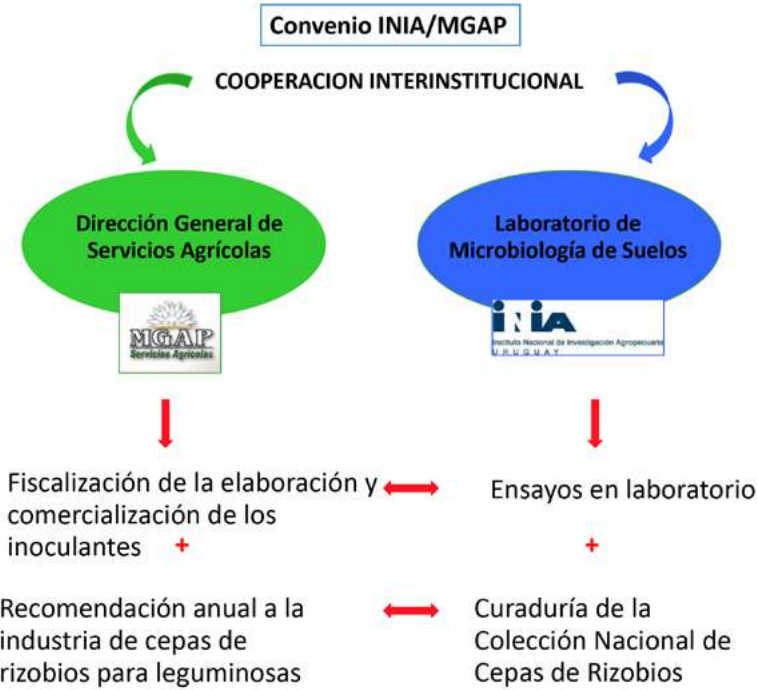 Convenio INIA/MGAP
COOPERACION INTERINSTITUCIONAL
Dirección General de
Servicios Agrícolas
MGAP
Servicios Agrícolas
Laboratorio de
Microbiología de Suelos
iNiA
Instituto Nacional de Investigación Agropecuaria
URUGUAY
Fiscalización de la elaboración y
comercialización de los
inoculantes +
Ensayos en laboratorio
+
Recomendación anual a la
industria de cepas de
rizobios para leguminosas
Curaduría de la
Colección Nacional de
Cepas de Rizobios